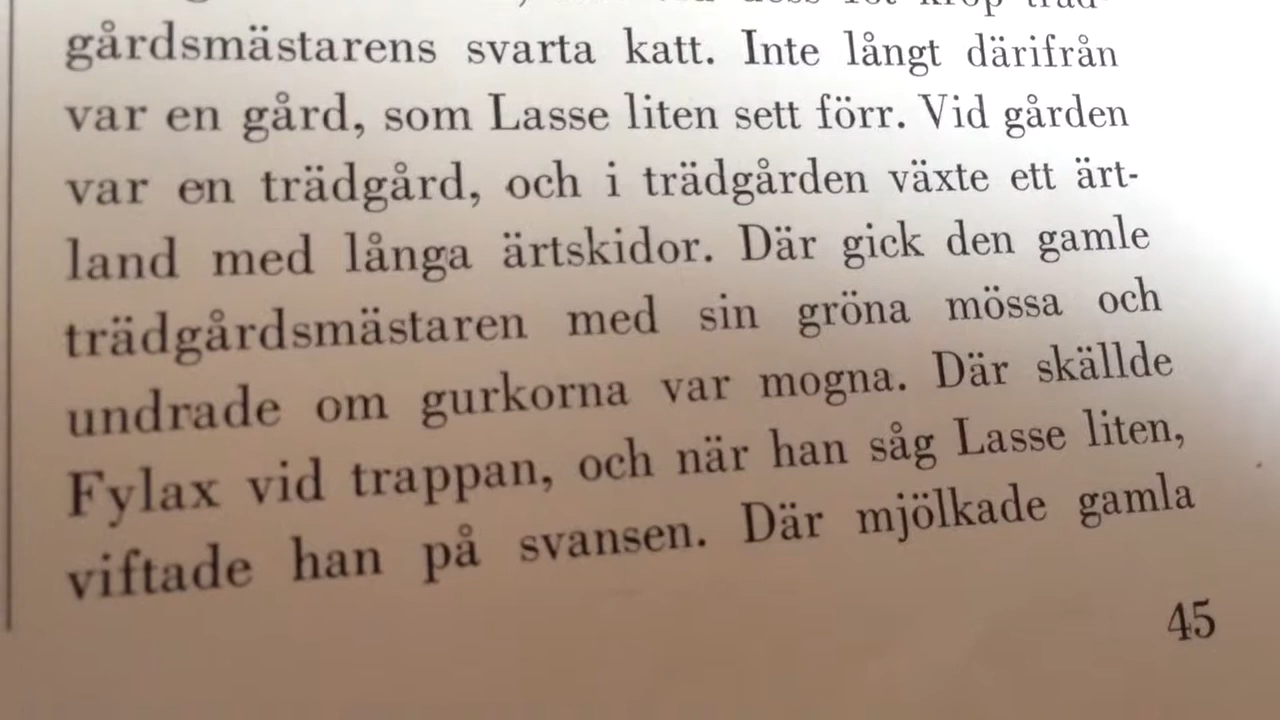 gårdsmästarens svarta katt. Inte långt därifrån
var en gård, som Lasse liten sett förr. Vid gården
var en trädgård, och i trädgården växte ett ärt-
land med långa ärtskidor. Där gick den gamle
trädgårdsmästaren med sin gröna mössa och
undrade om gurkorna var mogna. Där skällde
Fylax vid trappan, och när han såg Lasse liten,
viftade han på svansen. Där mjölkade gamla
45